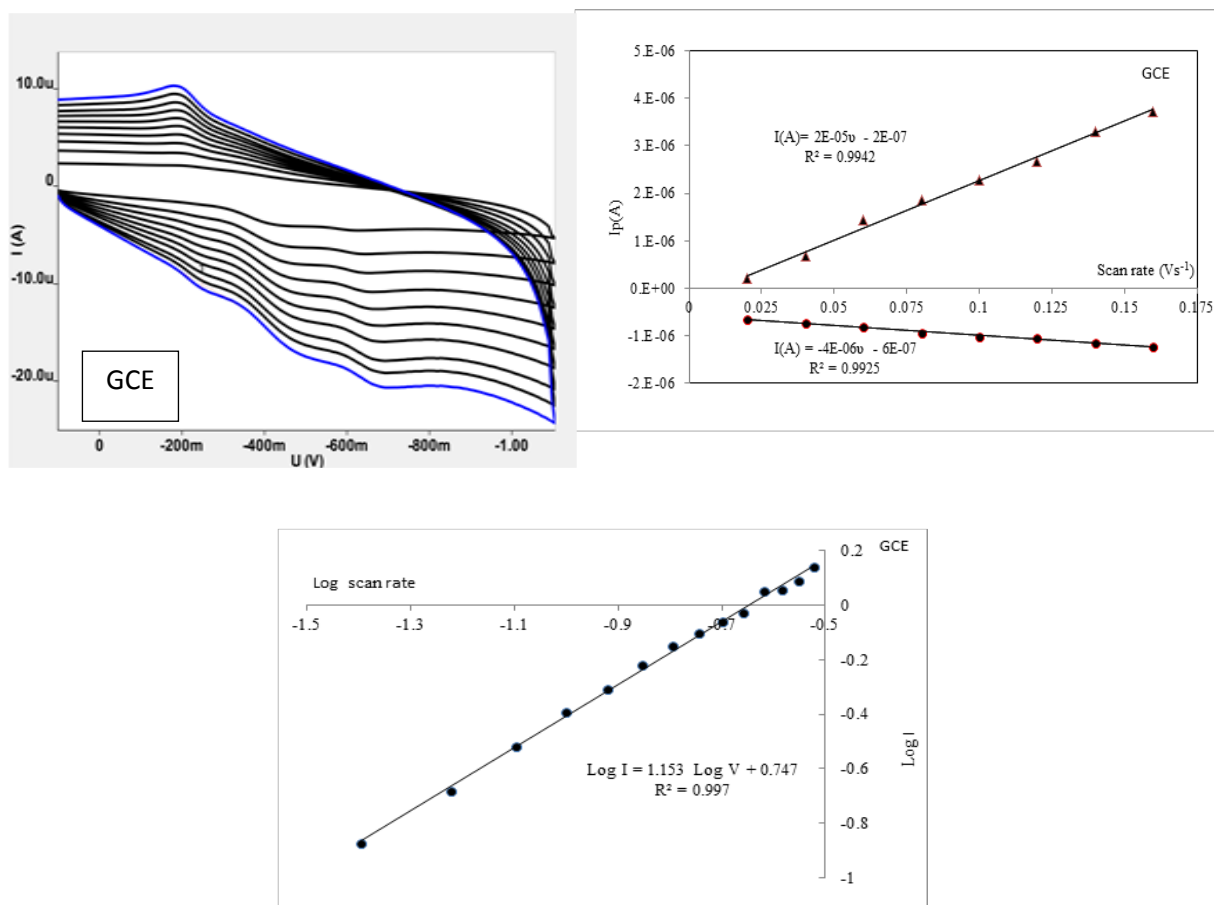 10.0u
0
-10.0u
-20.0u
I (A)
0 -200m -400m -600m -800m -1.00
U (V)
GCE
5.E-06
4.E-06
3.E-06
2.E-06
1.E-06
0.E+00
-1.E-06
-2.E-06
Ip(A)
GCE
I(A)= 2E-05υ - 2E-07
R² = 0.9942
Scan rate (Vs⁻¹)
0 0.025 0.05 0.075 0.1 0.125 0.15 0.175
I(A) = -4E-06υ - 6E-07
R² = 0.9925
GCE
Log scan rate
-1.5 -1.3 -1.1 -0.9 -0.7 -0.5
0.2
0
-0.2
-0.4
-0.6
-0.8
-1
Log I
Log I = 1.153 Log V + 0.747
R² = 0.997